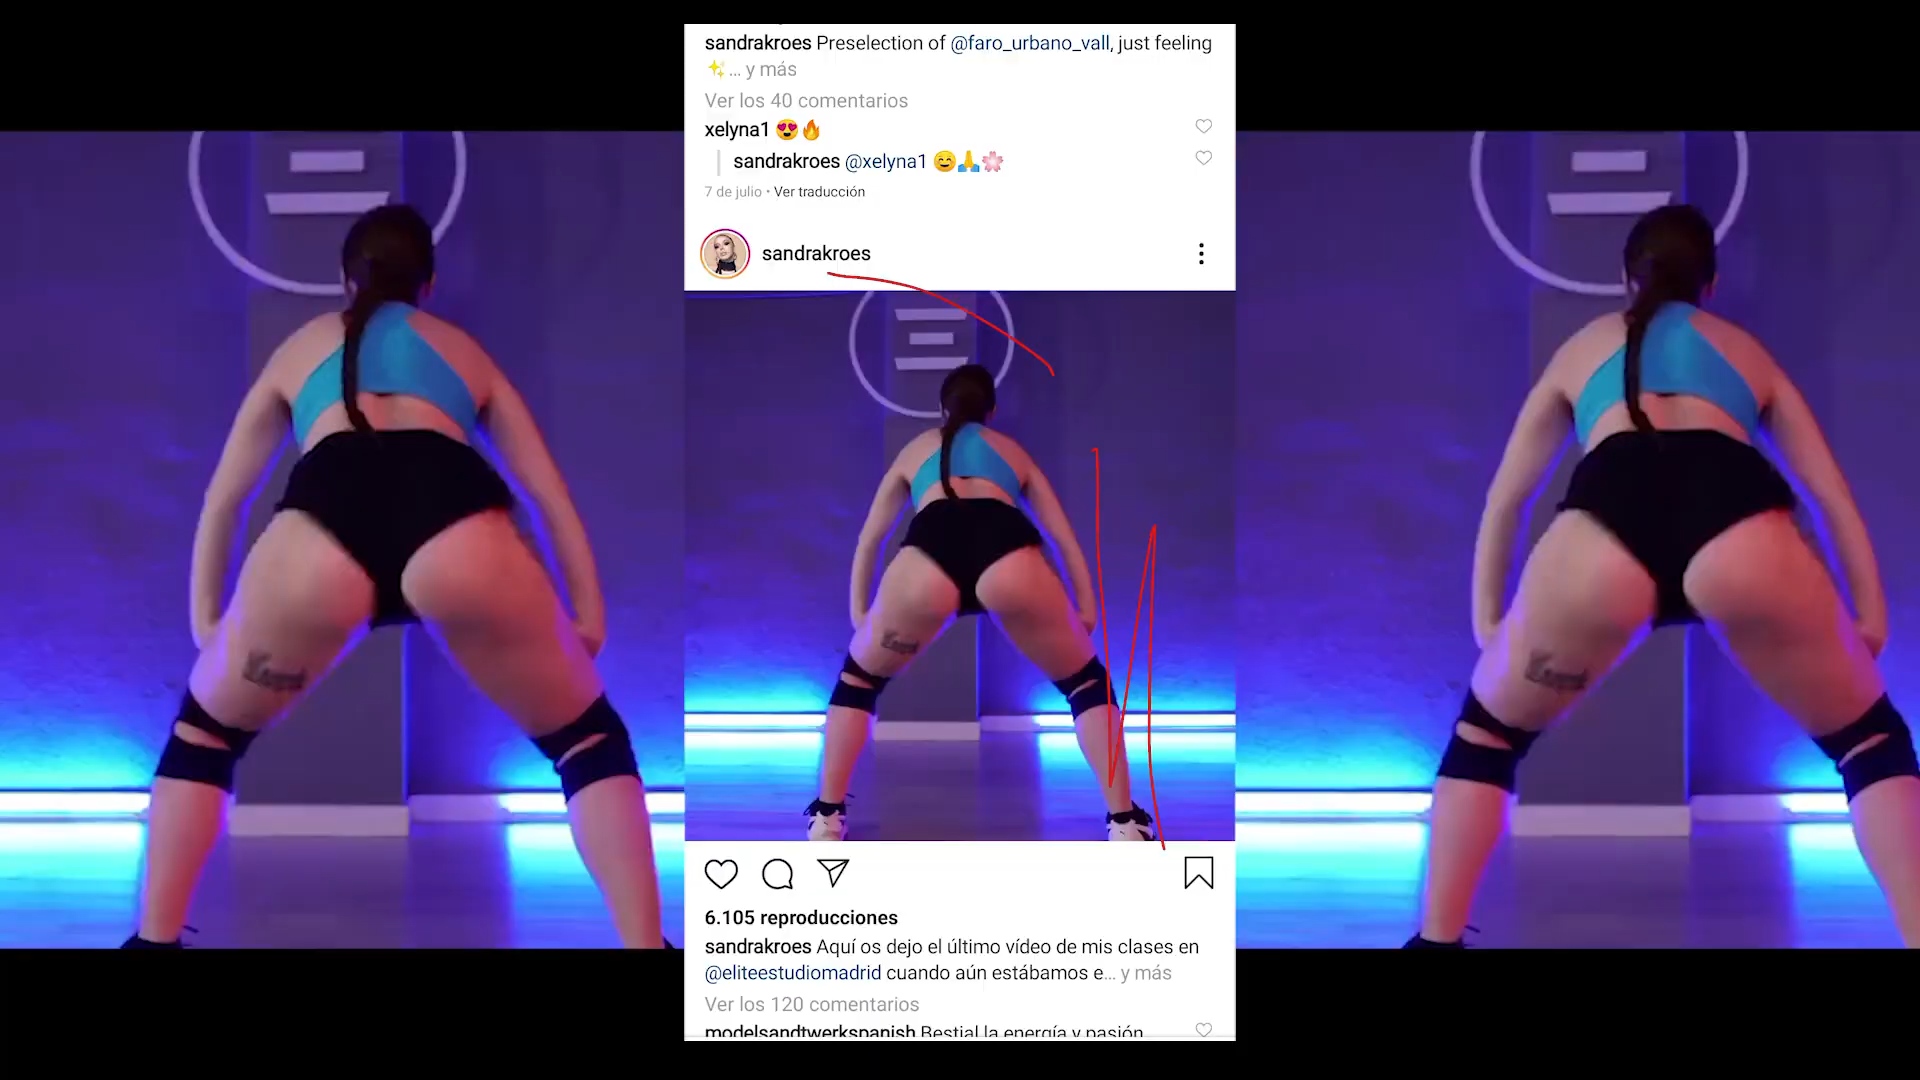 sandrakroes Preselection of @faro_urbano_vall, just feeling
✨... y más
Ver los 40 comentarios
xelyna1 😍🔥
sandrakroes @xelyna1 😊🙏🌸
7 de julio • Ver traducción
sandrakroes
6.105 reproducciones
sandrakroes Aquí os dejo el último vídeo de mis clases en
@eliteestudiomadrid cuando aún estábamos e... y más
Ver los 120 comentarios
modelsandtwerkspanish Bestial la energía y pasión